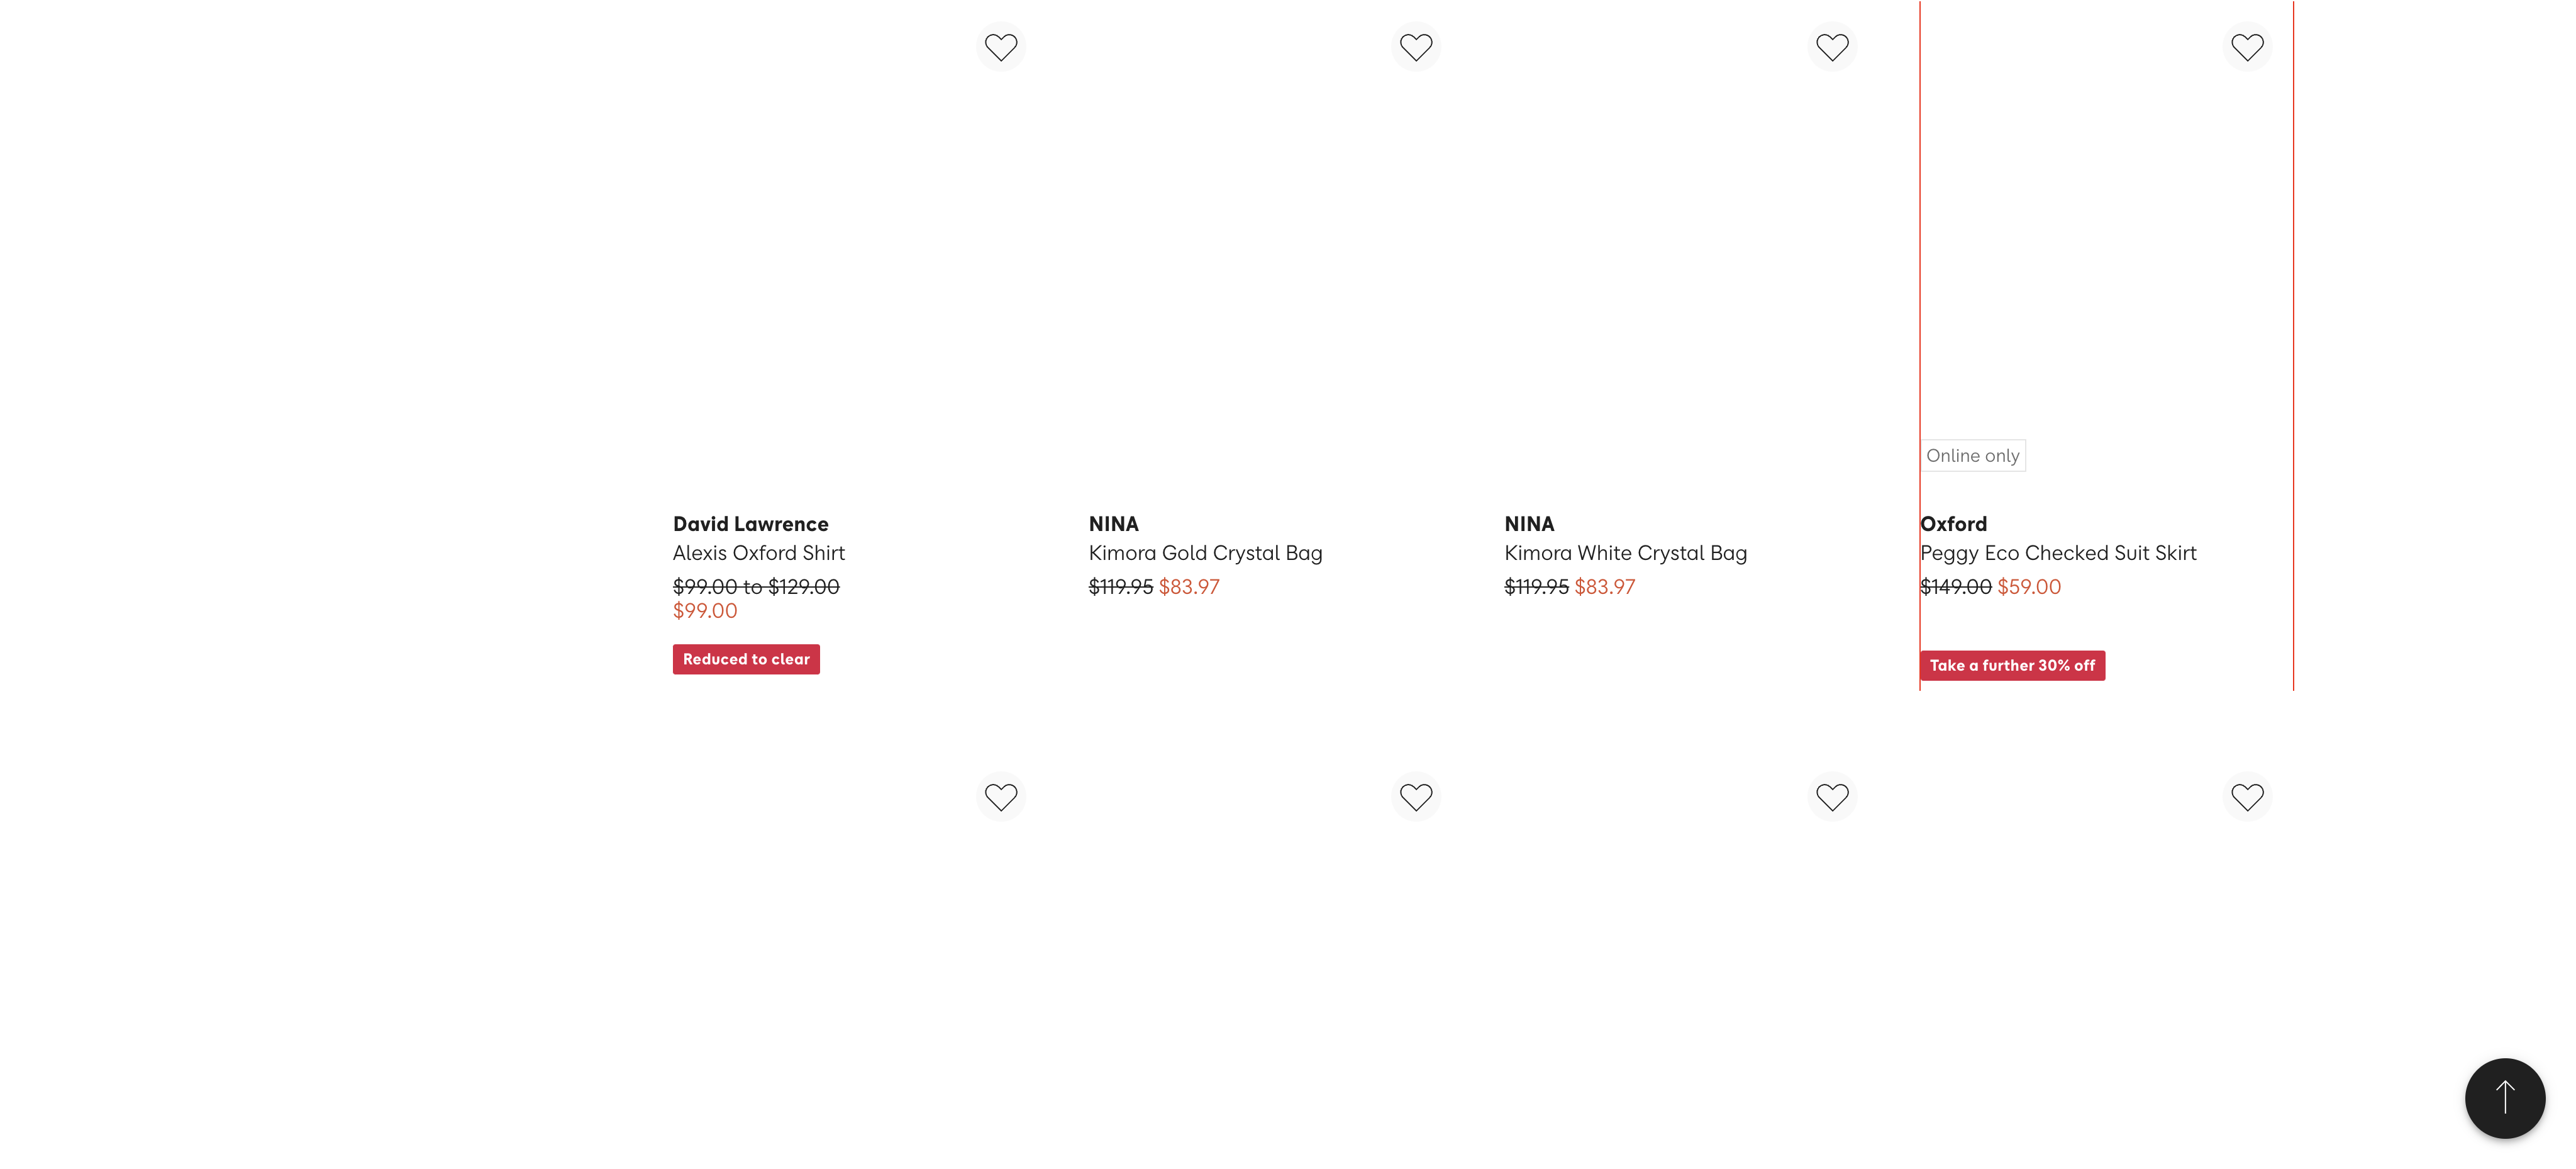 David Lawrence
Alexis Oxford Shirt
$99.00 to $129.00
$99.00
Reduced to clear
NINA
Kimora Gold Crystal Bag
$119.95 $83.97
NINA
Kimora White Crystal Bag
$119.95 $83.97
Online only
Oxford
Peggy Eco Checked Suit Skirt
$149.00 $59.00
Take a further 30% off